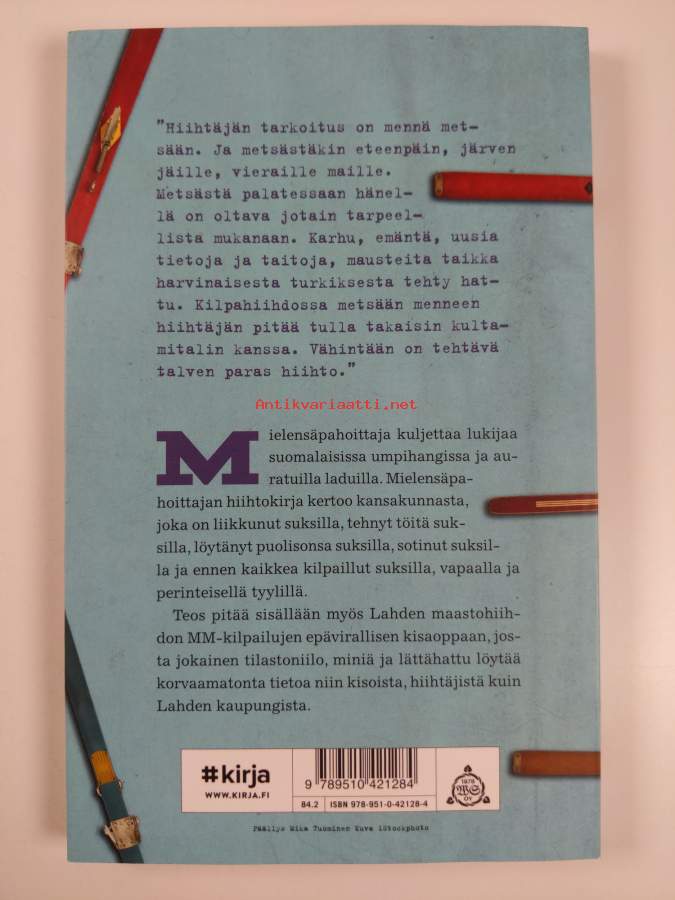 "Hiihtäjän tarkoitus on mennä met-
sään. Ja metsästäkin eteenpäin, järven
jäille, vieraille maille.
Metsästä palatessaan hänel-
lä on oltava jotain tarpeel-
lista mukanaan. Karhu, emäntä, uusia
tietoja ja taitoja, mausteita taikka
harvinaisesta turkiksesta tehty hat-
tu. Kilpahiihdossa metsään menneen
hiihtäjän pitää tulla takaisin kulta-
mitalin kanssa. Vähintään on tehtävä
talven paras hiihto."
Antikvariaatti.net
Mielensäpahoittaja kuljettaa lukijaa
suomalaisissa umpihangissa ja au-
ratuilla laduilla. Mielensäpa-
hoittajan hiihtokirja kertoo kansakunnasta,
joka on liikkunut suksilla, tehnyt töitä suk-
silla, löytänyt puolisonsa suksilla, sotinut suksil-
la ja ennen kaikkea kilpaillut suksilla, vapaalla ja
perinteisellä tyylillä.
Teos pitää sisällään myös Lahden maastohiih-
don MM-kilpailujen epävirallisen kisaoppaan, jos-
ta jokainen tilastoniilo, miniä ja lättähattu löytää
korvaamatonta tietoa niin kisoista, hiihtäjistä kuin
Lahden kaupungista.
#kirja
WWW.KIRJA.FI
9 789510 421284
84.2 ISBN 978-951-0-42128-4
1878
WS
OY
Päällys Mika Tuominen Kuva iStockphoto